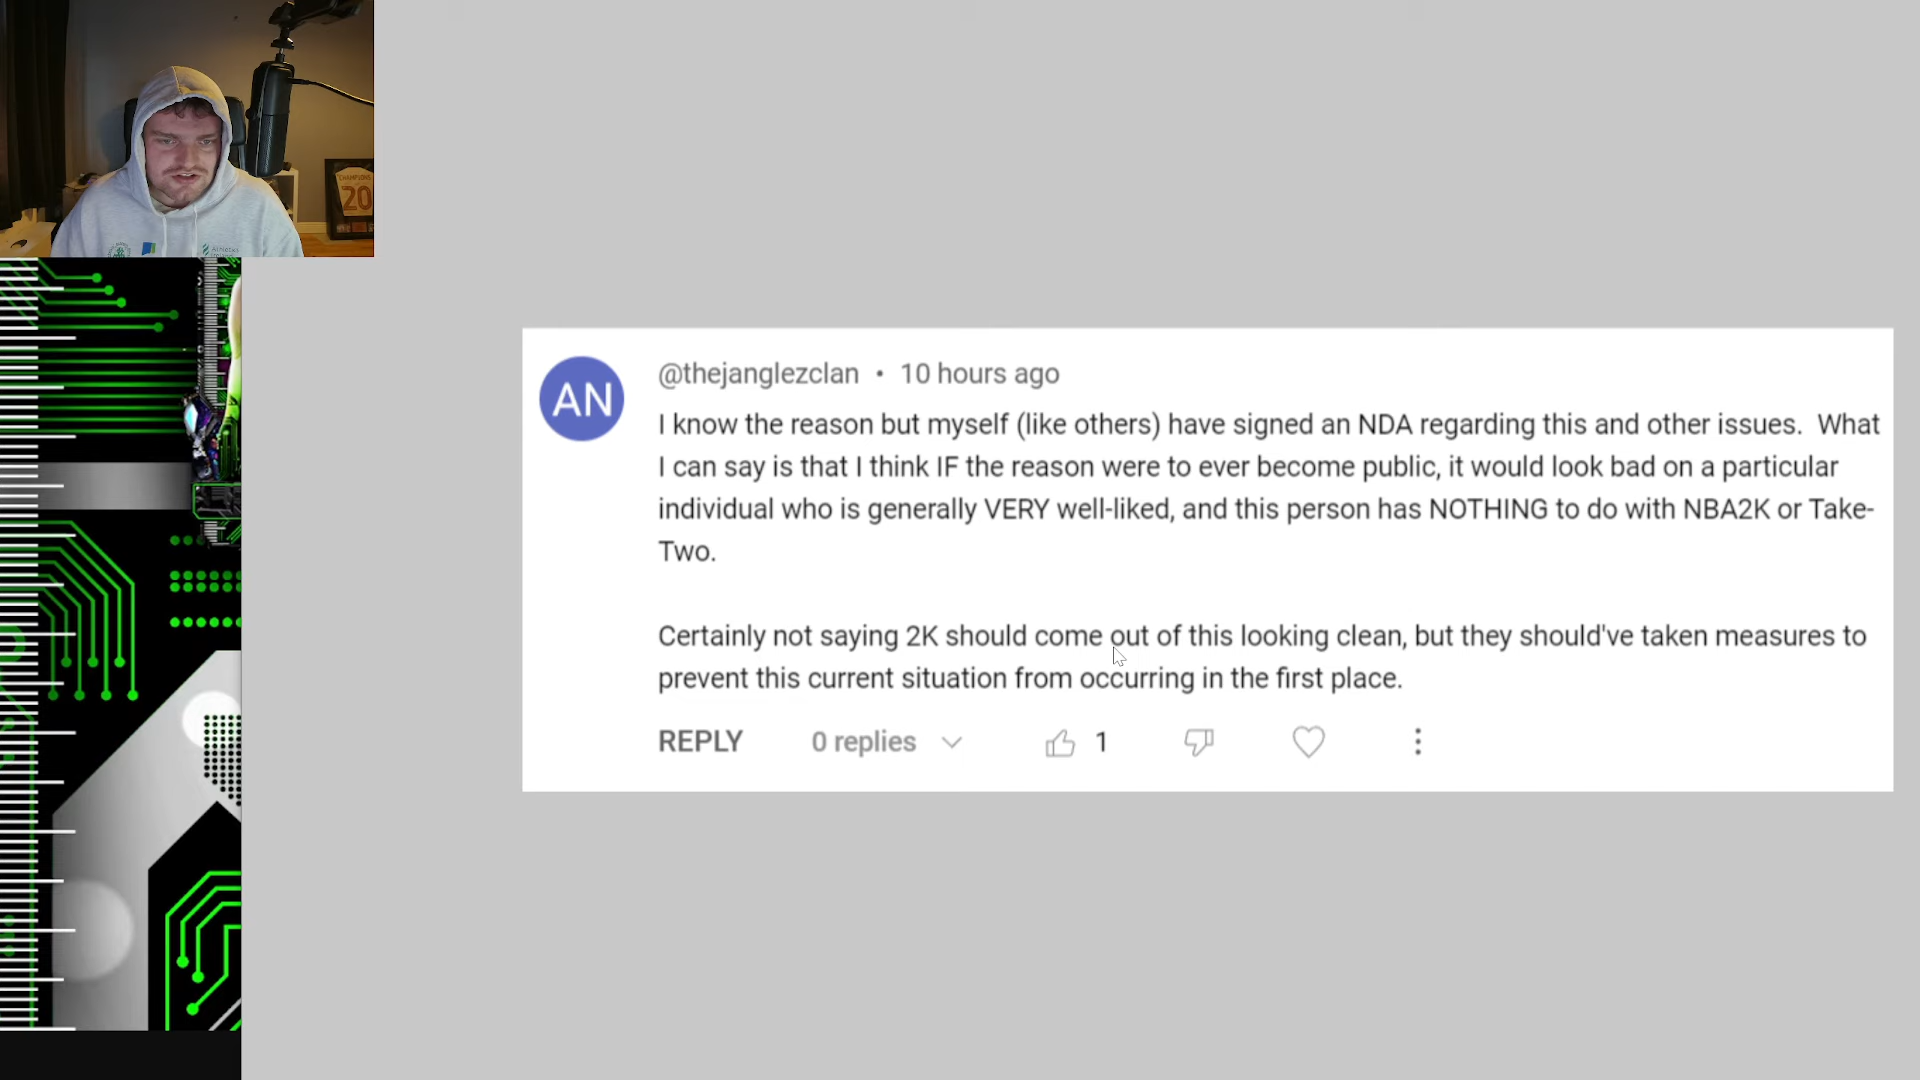 CHAMPIONS
20
Athletics
Ireland
AN
@thejanglezclan • 10 hours ago
I know the reason but myself (like others) have signed an NDA regarding this and other issues.  What
I can say is that I think IF the reason were to ever become public, it would look bad on a particular
individual who is generally VERY well-liked, and this person has NOTHING to do with NBA2K or Take-
Two.
Certainly not saying 2K should come out of this looking clean, but they should've taken measures to
prevent this current situation from occurring in the first place.
REPLY 0 replies 1